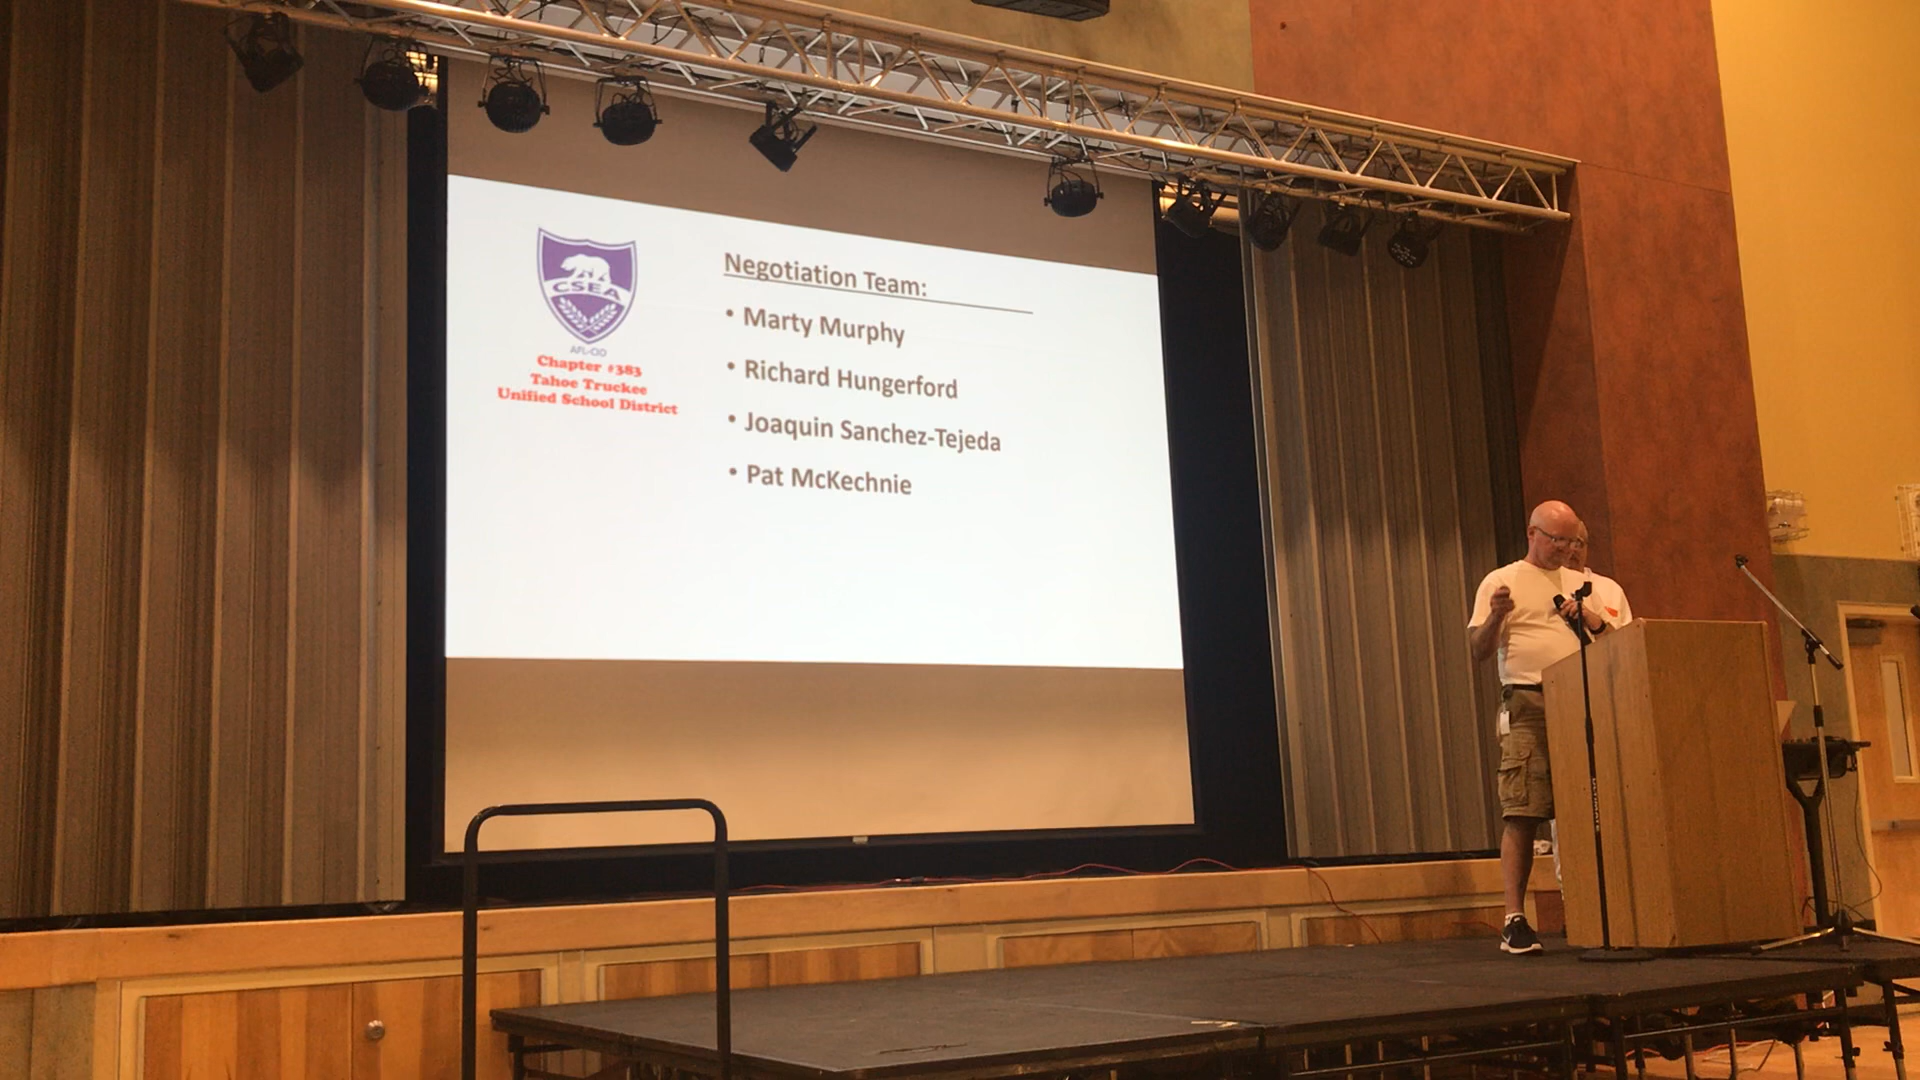 CSEA
AFL-CIO
Chapter #383
Tahoe Truckee
Unified School District
Negotiation Team:
• Marty Murphy
• Richard Hungerford
• Joaquin Sanchez-Tejeda
• Pat McKechnie